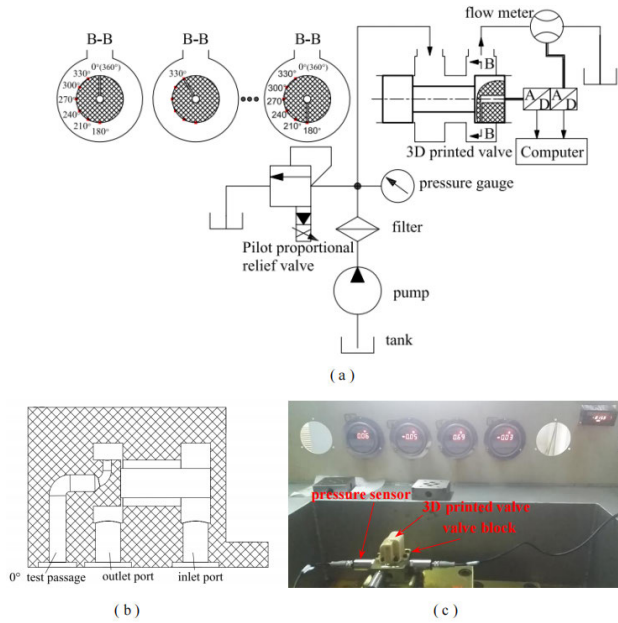 flow meter
B-B
B-B
B-B
0°(360°)
330°
300°
270°
240°
210°
180°
330°
0°(360°)
330°
300°
270°
240°
210°
180°
B
B
A
D
A
D
3D printed valve
Computer
pressure gauge
Pilot proportional
relief valve
filter
pump
tank
( a )
0° test passage
outlet port
inlet port
( b )
pressure sensor
3D printed valve
valve block
( c )